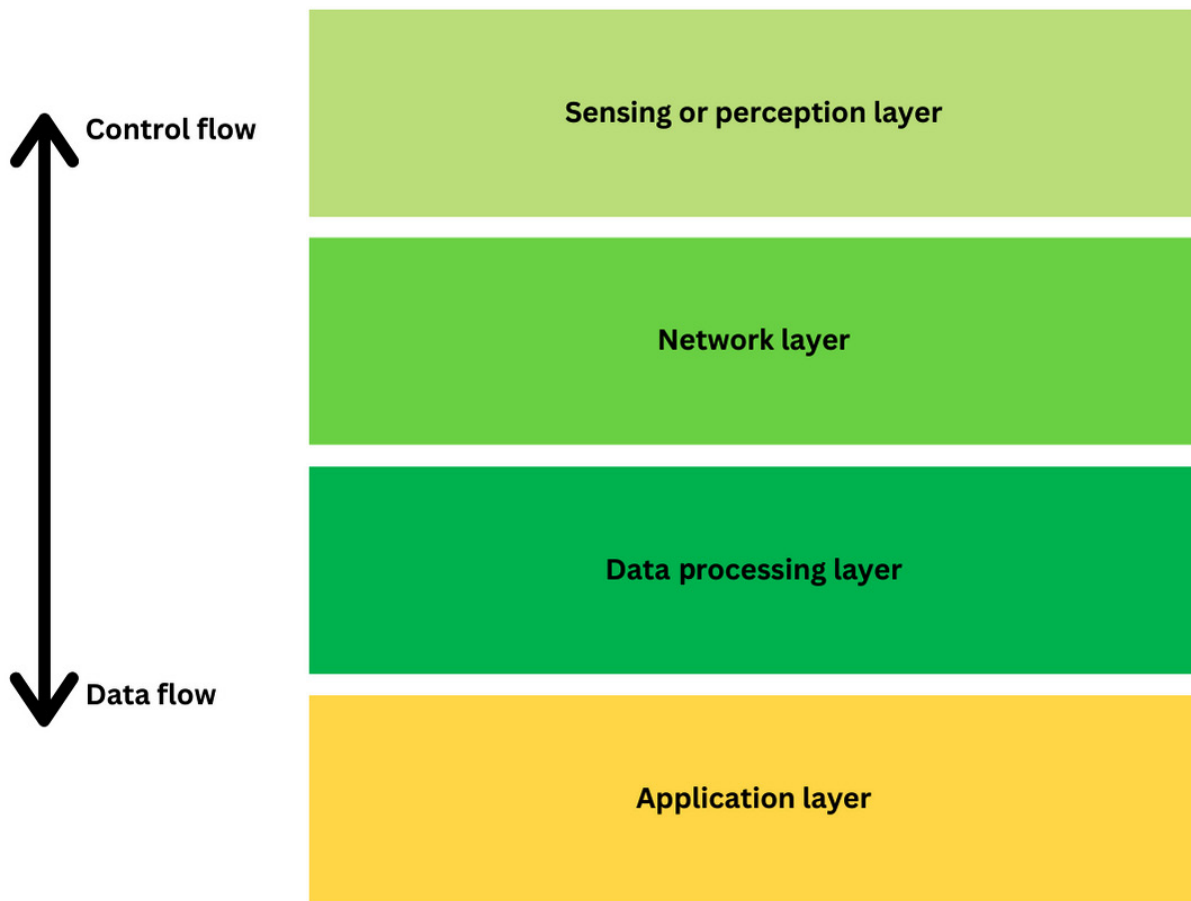 Sensing or perception layer
Control flow
Network layer
Data processing layer
Data flow
Application layer